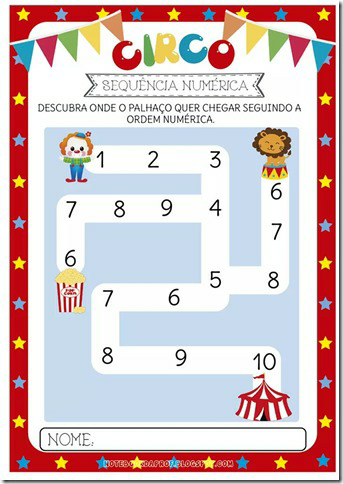 CIRCO
SEQUÊNCIA NUMÉRICA
DESCUBRA ONDE O PALHAÇO QUER CHEGAR SEGUINDO A
ORDEM NUMÉRICA.
1 2 3
6
7 8 9 4
7
6
5 8
7 6
8 9 10
NOME: